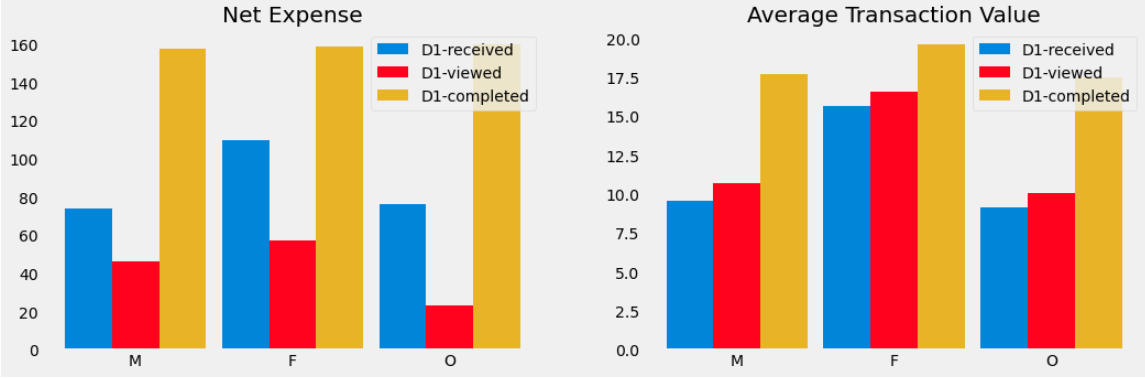 Net Expense
160
140
120
100
80
60
40
20
0
M
F
O
D1-received
D1-viewed
D1-completed
Average Transaction Value
20.0
17.5
15.0
12.5
10.0
7.5
5.0
2.5
0.0
M
F
O
D1-received
D1-viewed
D1-completed